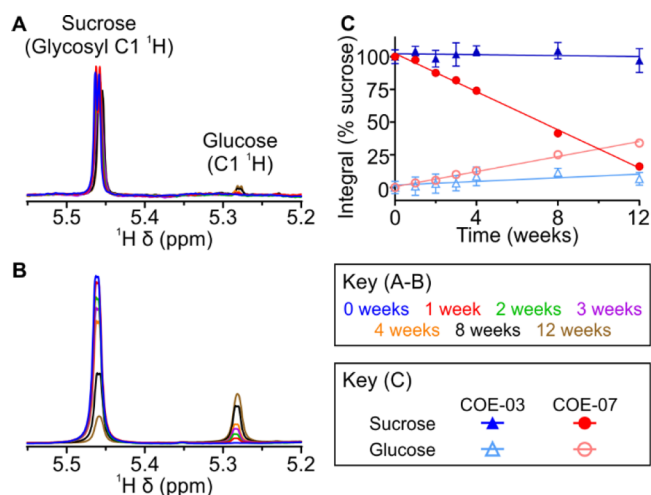 A
Sucrose
(Glycosyl C1 ¹H)
Glucose
(C1 ¹H)
5.5 5.4 5.3 5.2
¹H δ (ppm)
B
5.5 5.4 5.3 5.2
¹H δ (ppm)
C
Integral (% sucrose)
100
75
50
25
0
0 4 8 12
Time (weeks)
Key (A-B)
0 weeks 1 week 2 weeks 3 weeks
4 weeks 8 weeks 12 weeks
Key (C)
COE-03 COE-07
Sucrose
Glucose